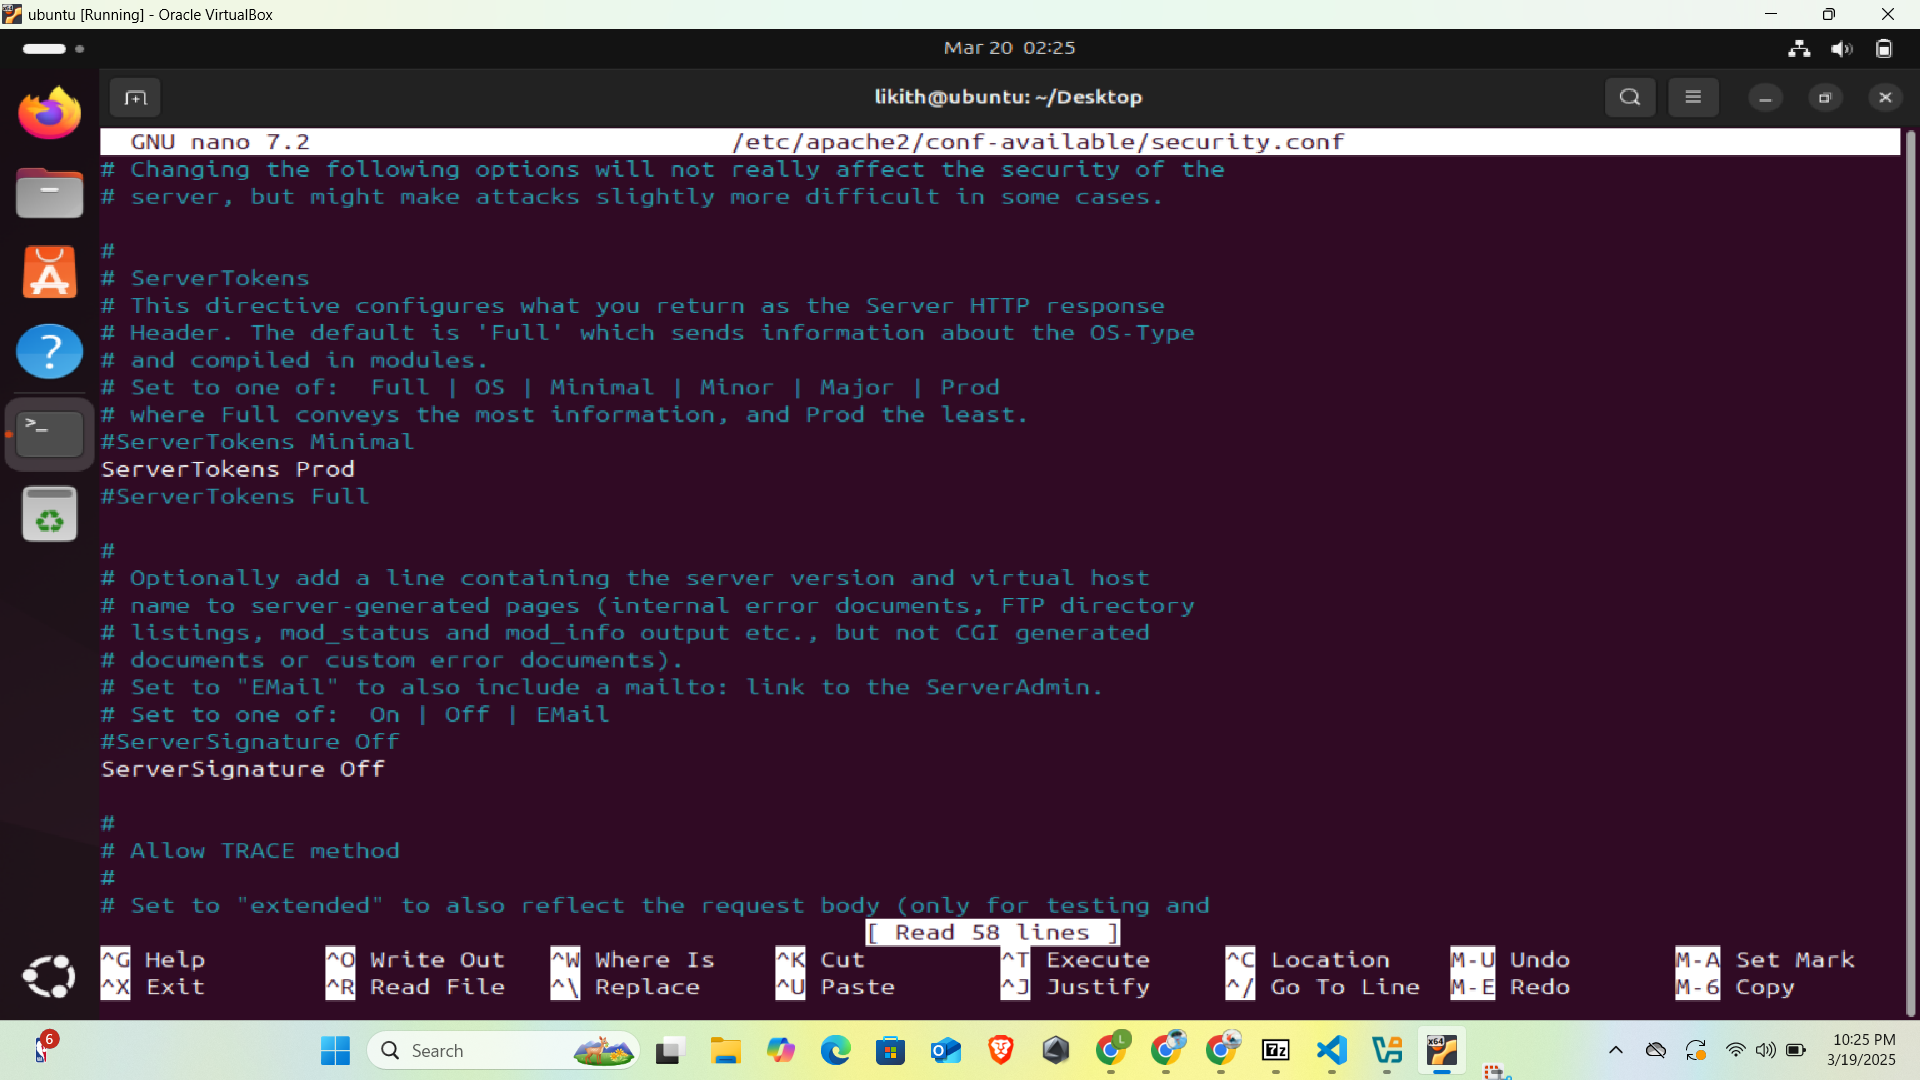 ubuntu [Running] - Oracle VirtualBox
Mar 20 02:25
likith@ubuntu: ~/Desktop
GNU nano 7.2 /etc/apache2/conf-available/security.conf
# Changing the following options will not really affect the security of the
# server, but might make attacks slightly more difficult in some cases.
#
# ServerTokens
# This directive configures what you return as the Server HTTP response
# Header. The default is 'Full' which sends information about the OS-Type
# and compiled in modules.
# Set to one of:  Full | OS | Minimal | Minor | Major | Prod
# where Full conveys the most information, and Prod the least.
#ServerTokens Minimal
ServerTokens Prod
#ServerTokens Full
#
# Optionally add a line containing the server version and virtual host
# name to server-generated pages (internal error documents, FTP directory
# listings, mod_status and mod_info output etc., but not CGI generated
# documents or custom error documents).
# Set to "EMail" to also include a mailto: link to the ServerAdmin.
# Set to one of:  On | Off | EMail
#ServerSignature Off
ServerSignature Off
#
# Allow TRACE method
#
# Set to "extended" to also reflect the request body (only for testing and
[ Read 58 lines ]
^G Help ^O Write Out ^W Where Is ^K Cut ^T Execute ^C Location M-U Undo M-A Set Mark
^X Exit ^R Read File ^\ Replace ^U Paste ^J Justify ^/ Go To Line M-E Redo M-6 Copy
6
Search
L
7z
x64
10:25 PM
3/19/2025